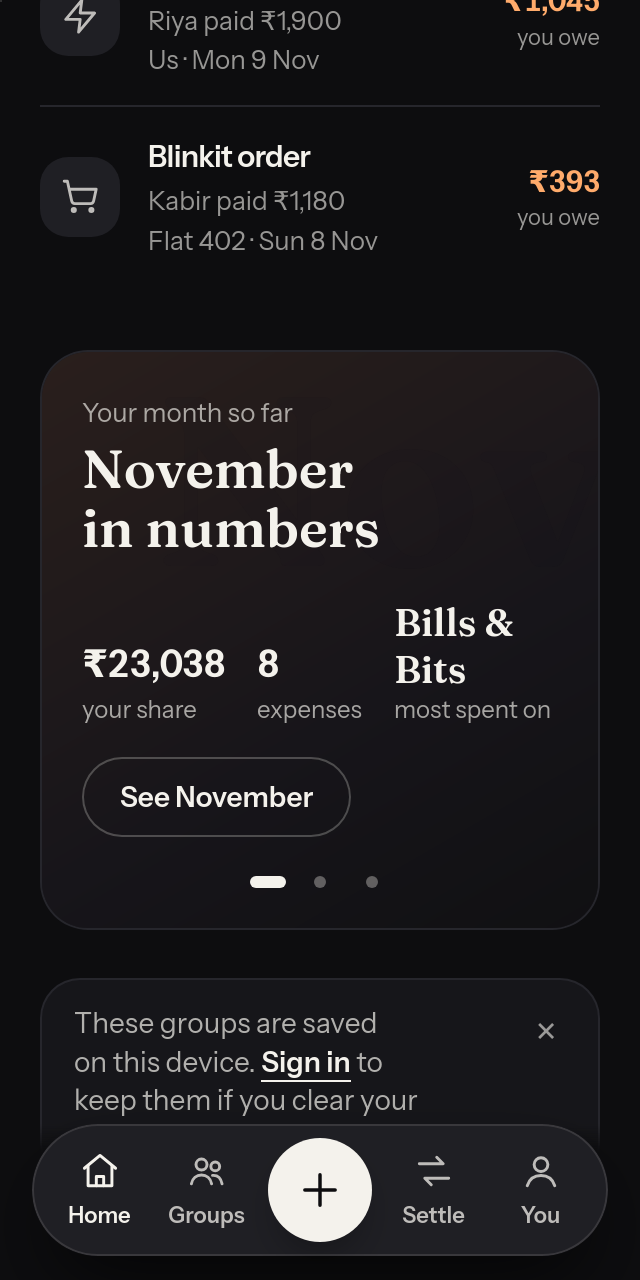 ₹1,045
Riya paid ₹1,900
you owe
Us · Mon 9 Nov
Blinkit order
₹393
Kabir paid ₹1,180
you owe
Flat 402 · Sun 8 Nov
Your month so far
November
in numbers
₹23,038
your share
8
expenses
Bills &
Bits
most spent on
See November
These groups are saved
on this device. Sign in to
keep them if you clear your
Home
Groups
Settle
You